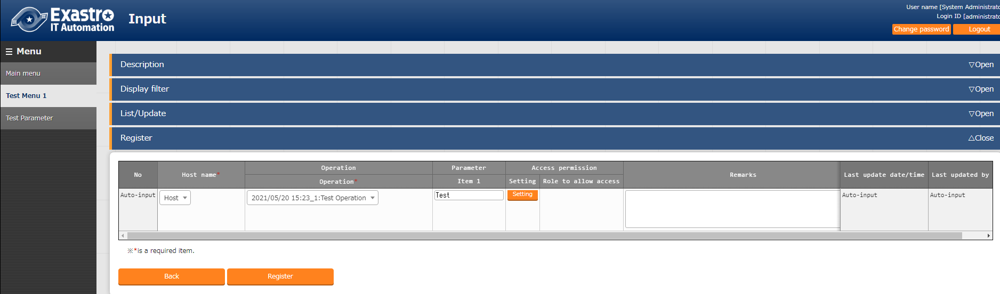 Exastro
IT Automation
Input
User name [System Administrato
Login ID [administrato
Change password
Logout
☰ Menu
Main menu
Test Menu 1
Test Parameter
Description
▽Open
Display filter
▽Open
List/Update
▽Open
Register
△Close
No
Host name*
Operation
Operation*
Parameter
Item 1
Access permission
Setting
Role to allow access
Remarks
Last update date/time
Last updated by
Auto-input
Host
2021/05/20 15:23_1:Test Operation
Test
Setting
Auto-input
Auto-input
※*is a required item.
Back
Register